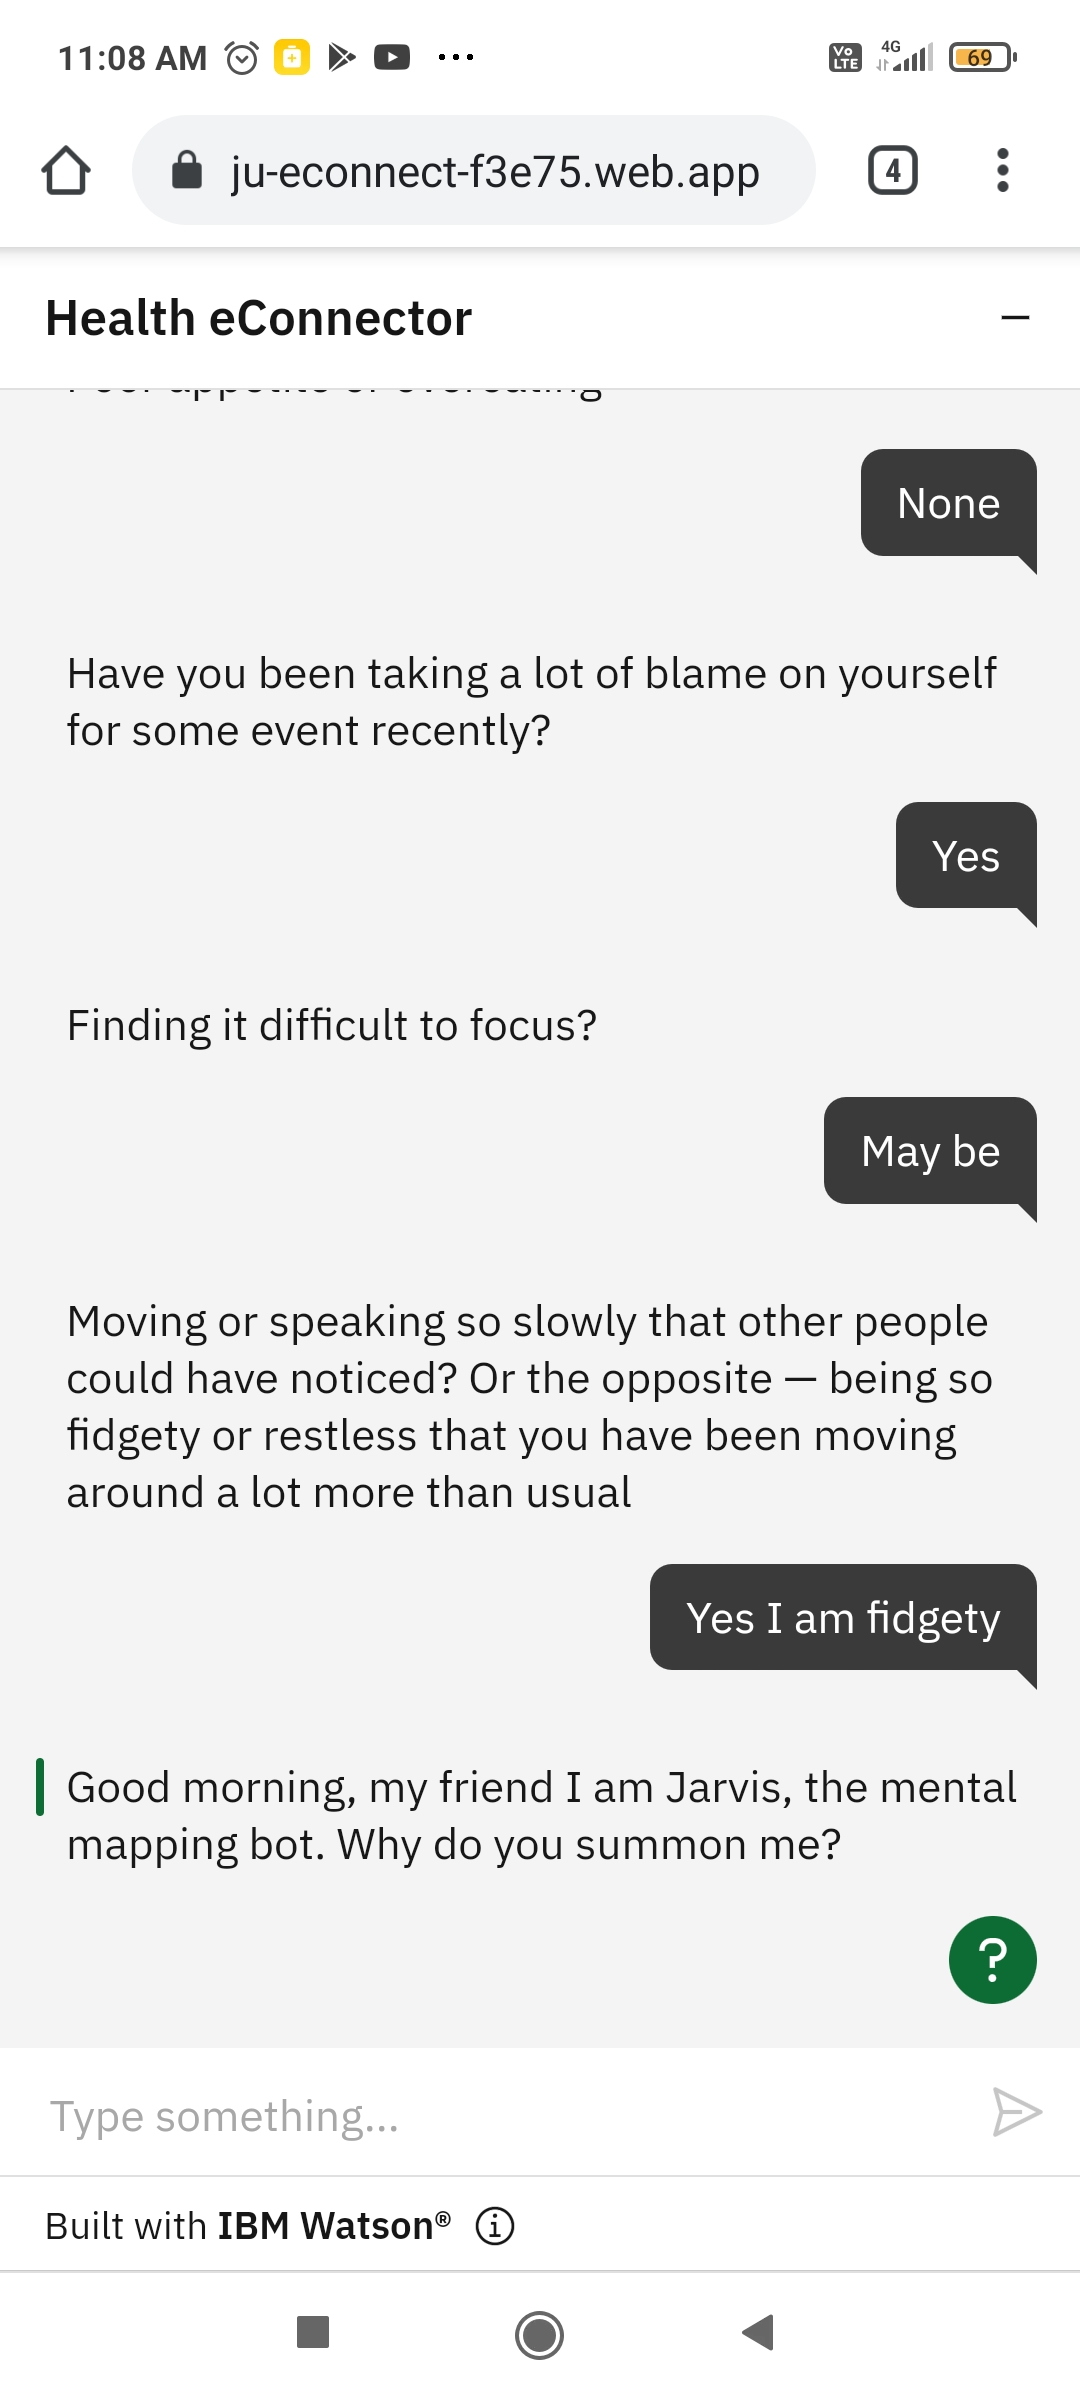 11:08 AM
Vo LTE
4G
69
ju-econnect-f3e75.web.app
4
Health eConnector
Poor appetite or overeating
None
Have you been taking a lot of blame on yourself
for some event recently?
Yes
Finding it difficult to focus?
May be
Moving or speaking so slowly that other people
could have noticed? Or the opposite — being so
fidgety or restless that you have been moving
around a lot more than usual
Yes I am fidgety
Good morning, my friend I am Jarvis, the mental
mapping bot. Why do you summon me?
?
Type something...
Built with IBM Watson®